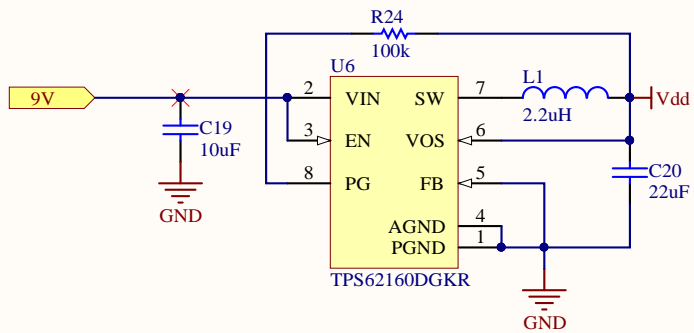 R24
100k
U6
9V
2 VIN SW 7
L1
2.2uH
Vdd
3 EN VOS 6
C19
10uF
8 PG FB 5
C20
22uF
AGND 4
PGND 1
GND
TPS62160DGKR
GND